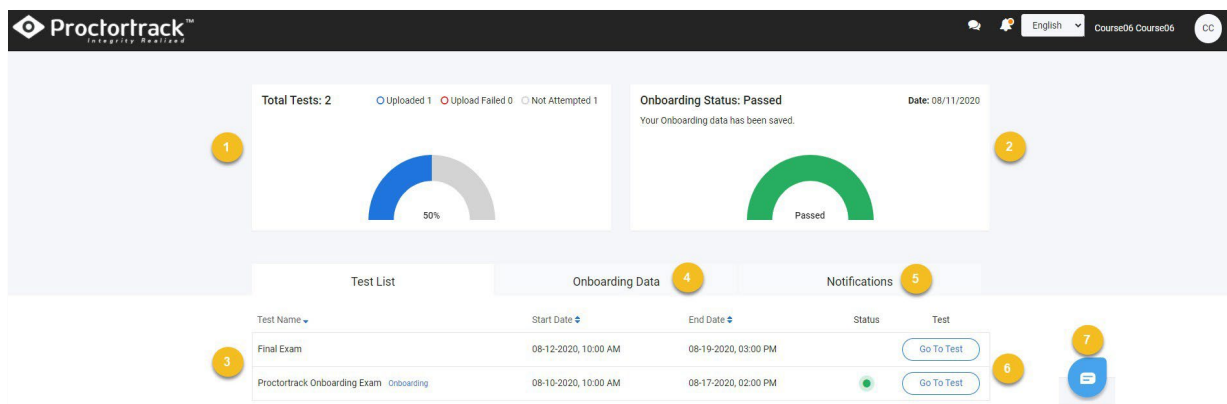 Proctortrack™
Integrity Realized
English
Course06 Course06
CC
Total Tests: 2
Uploaded 1 Upload Failed 0 Not Attempted 1
50%
1
Onboarding Status: Passed
Date: 08/11/2020
Your Onboarding data has been saved.
Passed
2
Test List
Onboarding Data 4
Notifications 5
Test Name Start Date End Date Status Test
Final Exam 08-12-2020, 10:00 AM 08-19-2020, 03:00 PM Go To Test
3
Proctortrack Onboarding Exam Onboarding 08-10-2020, 10:00 AM 08-17-2020, 02:00 PM Go To Test
6
7